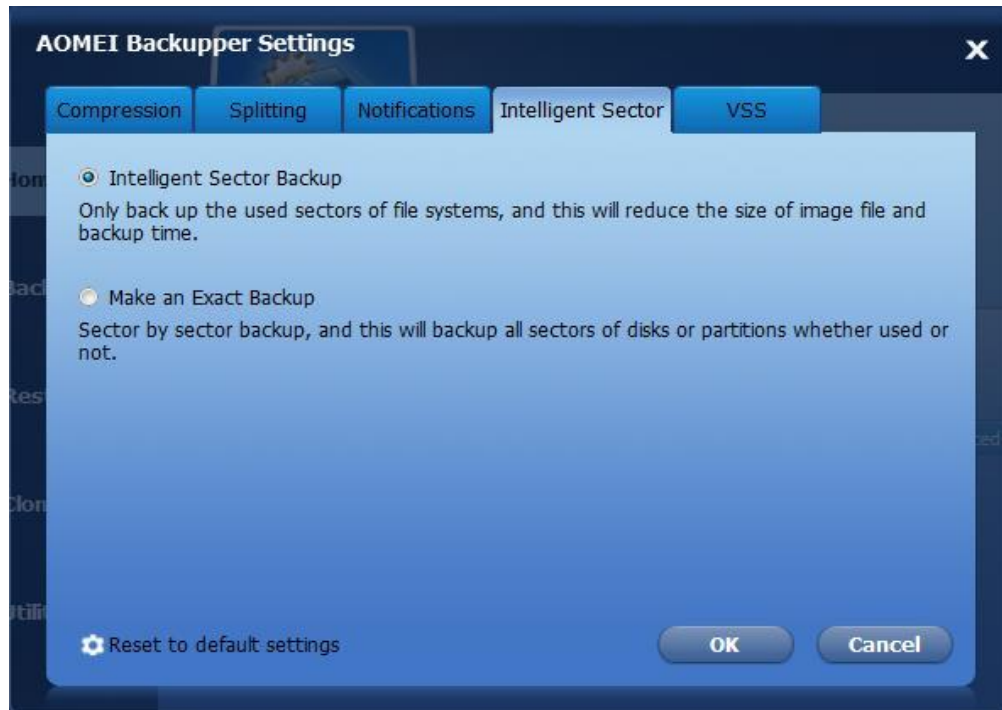 AOMEI Backupper Settings
X
Compression
Splitting
Notifications
Intelligent Sector
VSS
Intelligent Sector Backup
Only back up the used sectors of file systems, and this will reduce the size of image file and
backup time.
Make an Exact Backup
Sector by sector backup, and this will backup all sectors of disks or partitions whether used or
not.
Reset to default settings
OK
Cancel